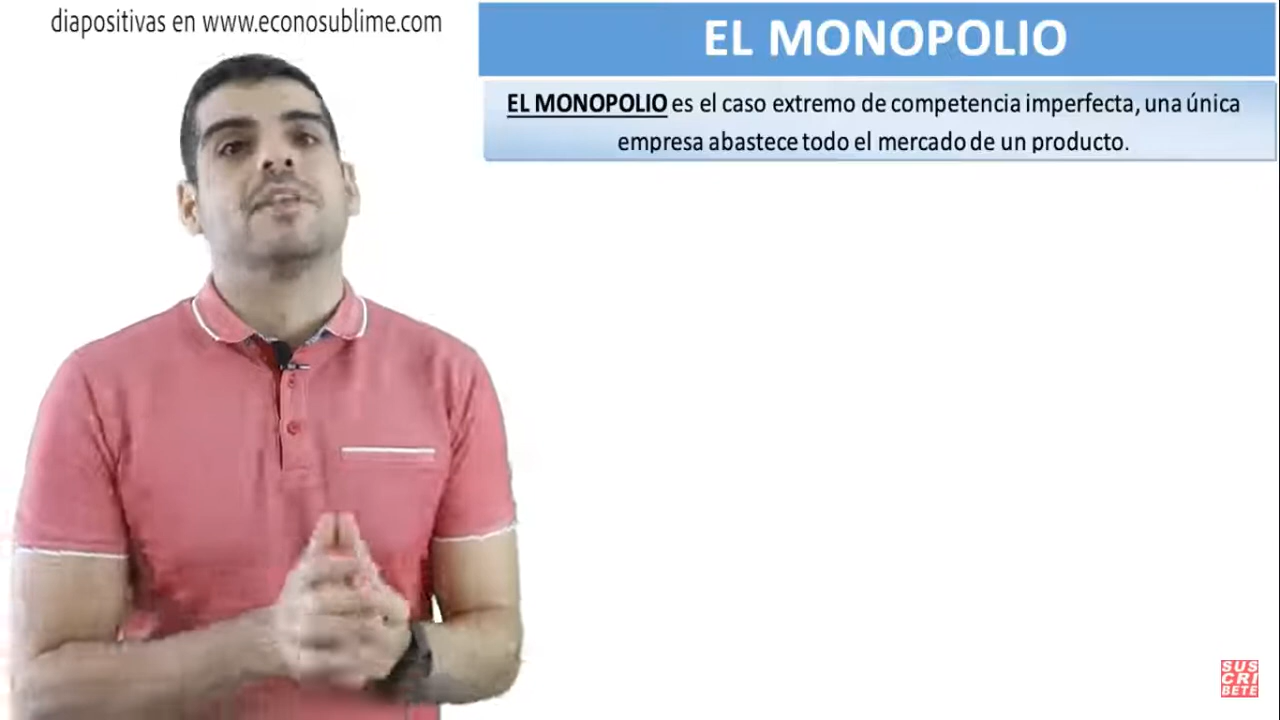 diapositivas en www.econosublime.com
EL MONOPOLIO
EL MONOPOLIO es el caso extremo de competencia imperfecta, una única
empresa abastece todo el mercado de un producto.
SUS
CRI
BETE